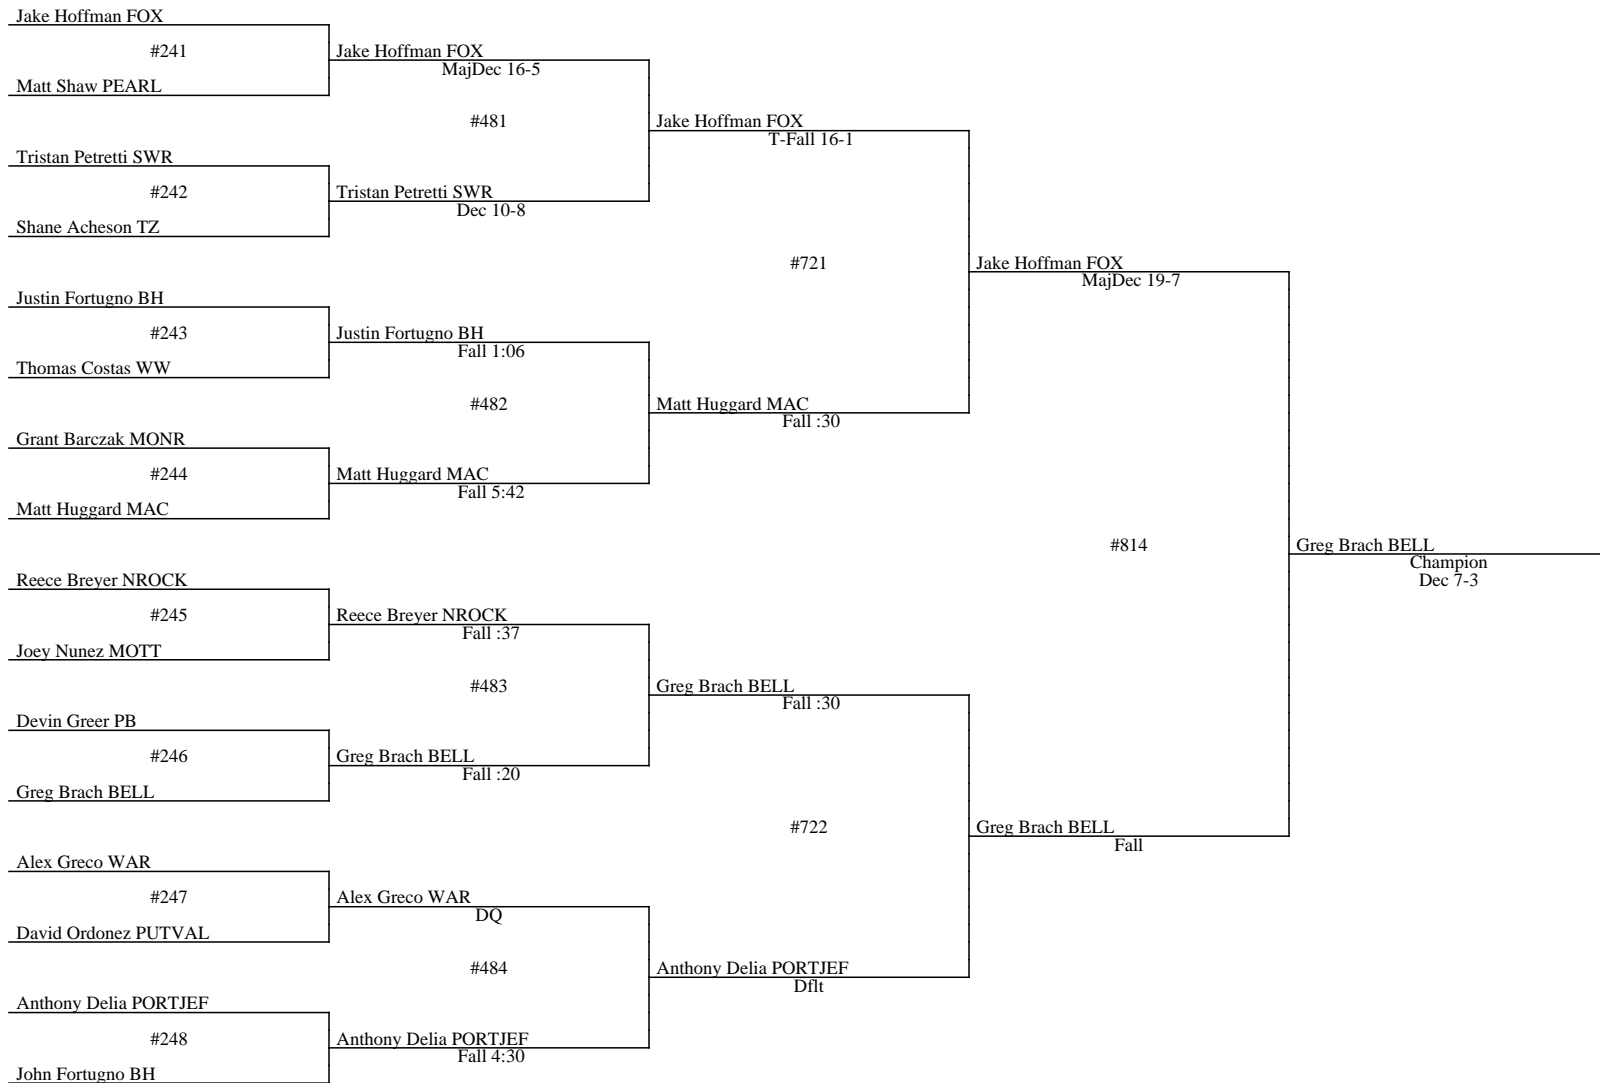 Jake Hoffman FOX
#241
Jake Hoffman FOX
MajDec 16-5
Matt Shaw PEARL
#481
Jake Hoffman FOX
T-Fall 16-1
Tristan Petretti SWR
#242
Tristan Petretti SWR
Dec 10-8
Shane Acheson TZ
#721
Jake Hoffman FOX
MajDec 19-7
Justin Fortugno BH
#243
Justin Fortugno BH
Fall 1:06
Thomas Costas WW
#482
Matt Huggard MAC
Fall :30
Grant Barczak MONR
#244
Matt Huggard MAC
Fall 5:42
Matt Huggard MAC
#814
Greg Brach BELL
Champion
Dec 7-3
Reece Breyer NROCK
#245
Reece Breyer NROCK
Fall :37
Joey Nunez MOTT
#483
Greg Brach BELL
Fall :30
Devin Greer PB
#246
Greg Brach BELL
Fall :20
Greg Brach BELL
#722
Greg Brach BELL
Fall
Alex Greco WAR
#247
Alex Greco WAR
DQ
David Ordonez PUTVAL
#484
Anthony Delia PORTJEF
Dflt
Anthony Delia PORTJEF
#248
Anthony Delia PORTJEF
Fall 4:30
John Fortugno BH